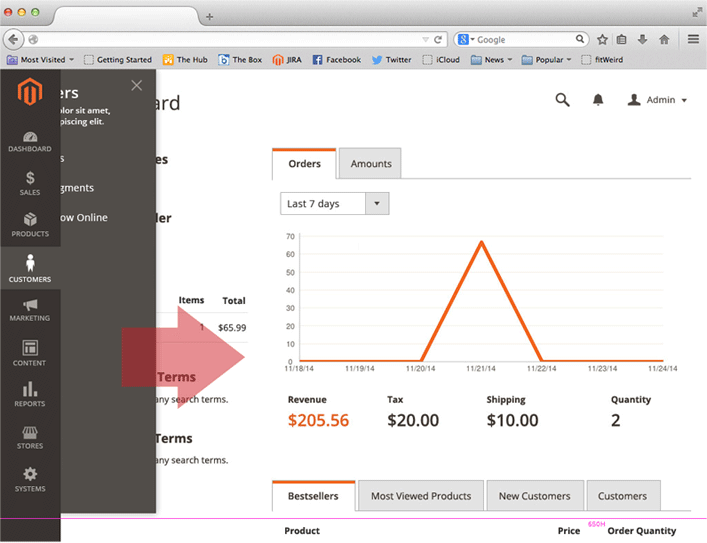 Google
Most Visited
Getting Started
The Hub
The Box
JIRA
Facebook
Twitter
iCloud
News
Popular
fitWeird
ers
olor sit amet,
ipiscing elit.
s
gments
ow Online
DASHBOARD
SALES
PRODUCTS
CUSTOMERS
MARKETING
CONTENT
REPORTS
STORES
SYSTEMS
ard
Admin
es
ler
Items Total
1 $65.99
Terms
any search terms.
Terms
any search terms.
Orders
Amounts
Last 7 days
70
60
50
40
30
20
10
0
11/18/14 11/19/14 11/20/14 11/21/14 11/22/14 11/23/14 11/24/14
Revenue Tax Shipping Quantity
$205.56 $20.00 $10.00 2
Bestsellers
Most Viewed Products
New Customers
Customers
650H
Product Price Order Quantity